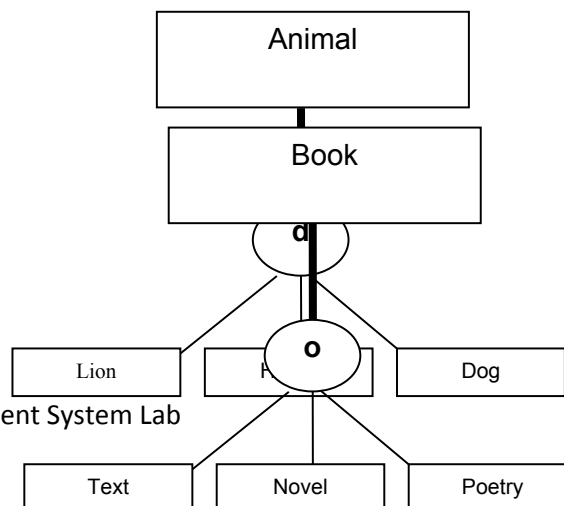 Animal
Book
d
o
Lion
H
Dog
ent System Lab
Text
Novel
Poetry